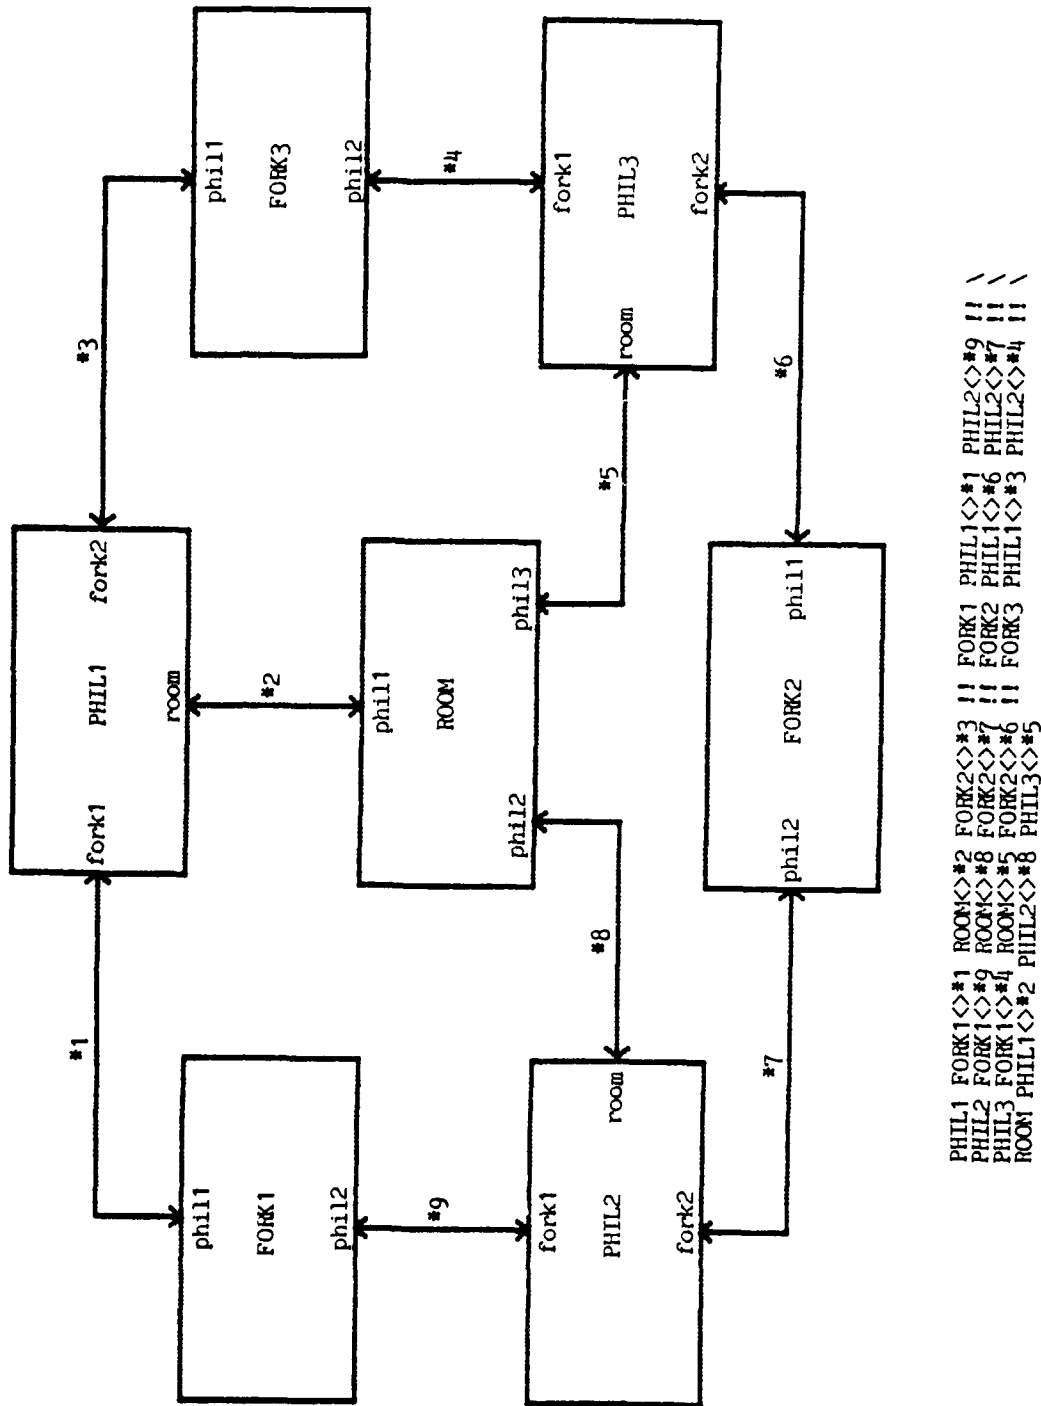 *1
*3
fork1 PHIL1 fork2
room
phil1
phil1
FORK1
*2
FORK3
phil2
phil2
phil1
*9
ROOM
*4
phil2 phil3
fork1
fork1
*8
*5
PHIL2 room
room PHIL3
fork2
fork2
*7
*6
phil2 FORK2 phil1
PHIL1 FORK1<>*1 ROOM<>*2 FORK2<>*3 !! FORK1 PHIL1<>*1 PHIL2<>*9 !! \
PHIL2 FORK1<>*9 ROOM<>*8 FORK2<>*7 !! FORK2 PHIL1<>*6 PHIL2<>*7 !! \
PHIL3 FORK1<>*4 ROOM<>*5 FORK2<>*6 !! FORK3 PHIL1<>*3 PHIL2<>*4 !! \
ROOM PHIL1<>*2 PHIL2<>*8 PHIL3<>*5